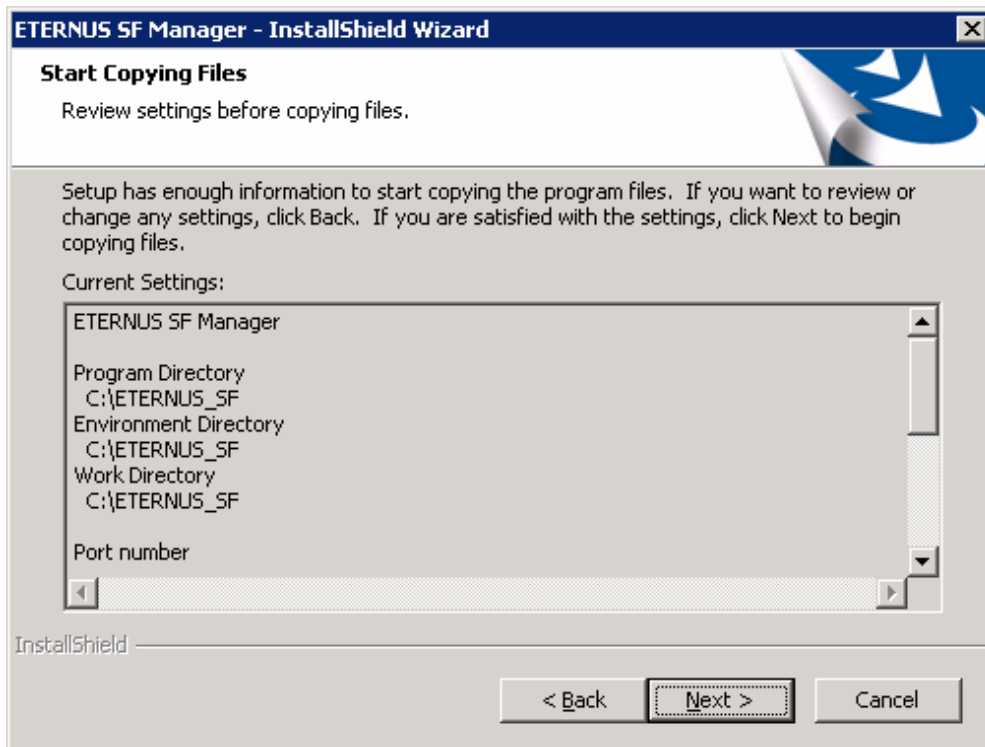 ETERNUS SF Manager - InstallShield Wizard
Start Copying Files
Review settings before copying files.
Setup has enough information to start copying the program files. If you want to review or
change any settings, click Back. If you are satisfied with the settings, click Next to begin
copying files.
Current Settings:
ETERNUS SF Manager
Program Directory
C:\ETERNUS_SF
Environment Directory
C:\ETERNUS_SF
Work Directory
C:\ETERNUS_SF
Port number
InstallShield
< Back
Next >
Cancel